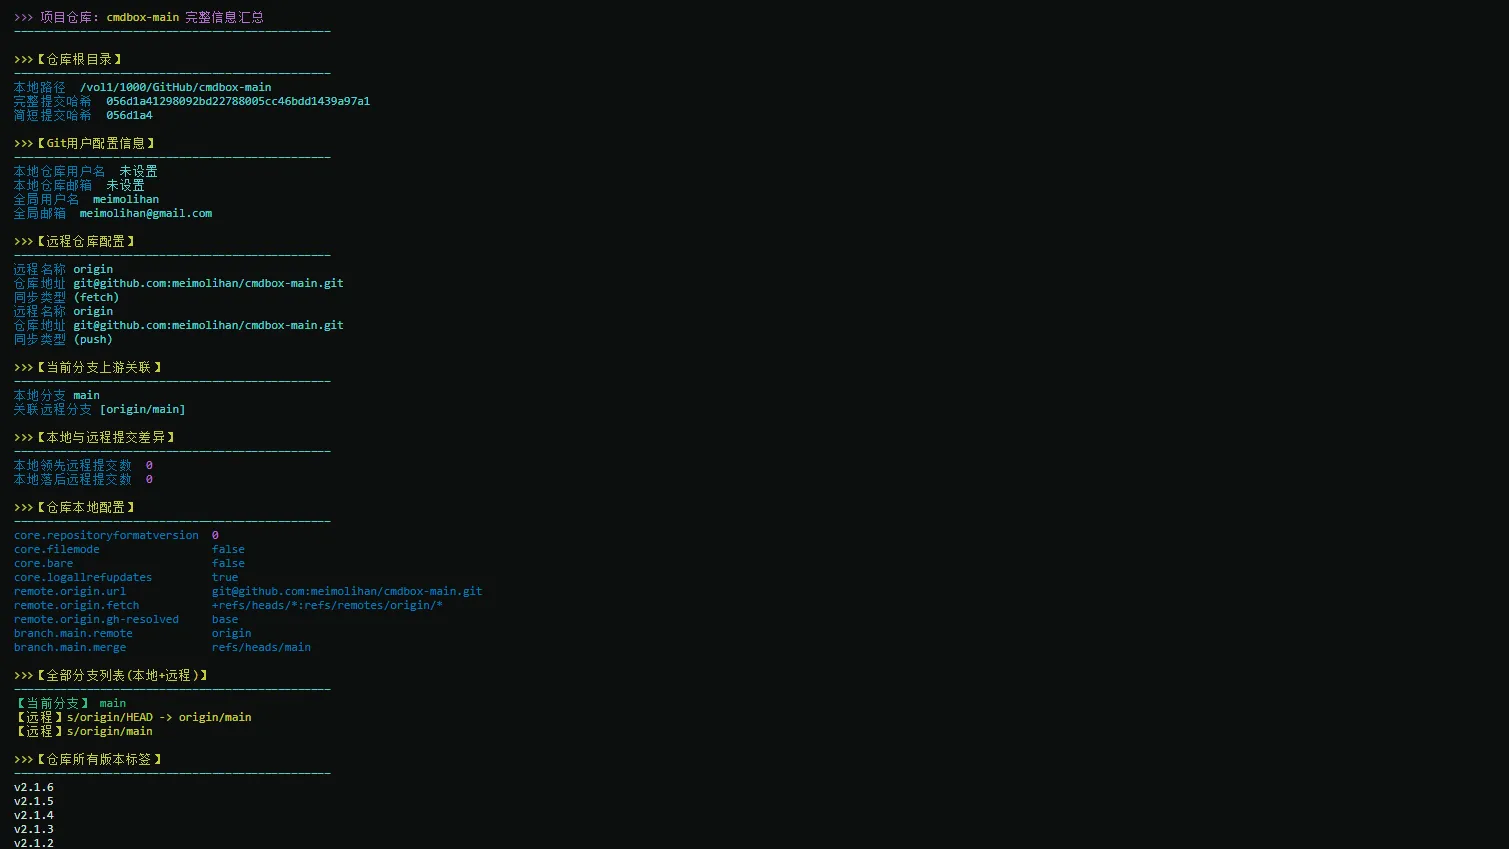 >>> 项目仓库: cmdbox-main 完整信息汇总
------------------------------------------------
>>>【仓库根目录】
------------------------------------------------
本地路径 /vol1/1000/GitHub/cmdbox-main
完整提交哈希 056d1a41298092bd22788005cc46bdd1439a97a1
简短提交哈希 056d1a4
>>>【Git用户配置信息】
------------------------------------------------
本地仓库用户名 未设置
本地仓库邮箱 未设置
全局用户名 meimolihan
全局邮箱 meimolihan@gmail.com
>>>【远程仓库配置】
------------------------------------------------
远程名称 origin
仓库地址 git@github.com:meimolihan/cmdbox-main.git
同步类型 (fetch)
远程名称 origin
仓库地址 git@github.com:meimolihan/cmdbox-main.git
同步类型 (push)
>>>【当前分支上游关联】
------------------------------------------------
本地分支 main
关联远程分支 [origin/main]
>>>【本地与远程提交差异】
------------------------------------------------
本地领先远程提交数 0
本地落后远程提交数 0
>>>【仓库本地配置】
------------------------------------------------
core.repositoryformatversion 0
core.filemode false
core.bare false
core.logallrefupdates true
remote.origin.url git@github.com:meimolihan/cmdbox-main.git
remote.origin.fetch +refs/heads/*:refs/remotes/origin/*
remote.origin.gh-resolved base
branch.main.remote origin
branch.main.merge refs/heads/main
>>>【全部分支列表(本地+远程)】
------------------------------------------------
【当前分支】 main
【远程】s/origin/HEAD -> origin/main
【远程】s/origin/main
>>>【仓库所有版本标签】
------------------------------------------------
v2.1.6
v2.1.5
v2.1.4
v2.1.3
v2.1.2